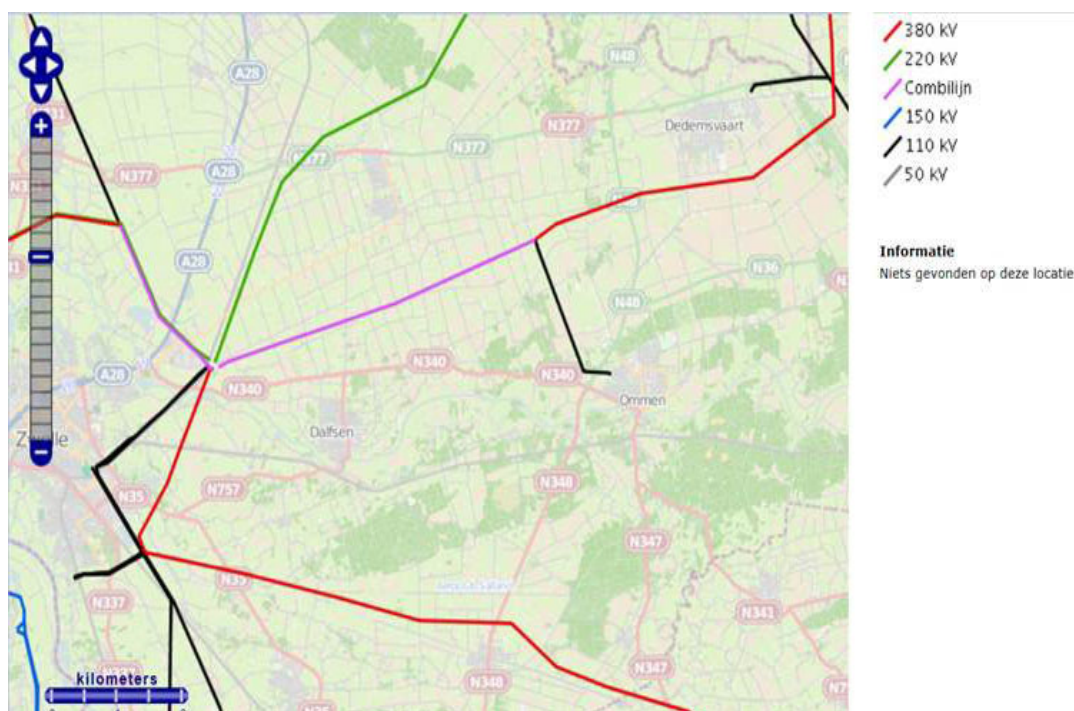 A28
N48
N377
Dedemsvaart
N377
N377
N377
A28
A28
N36
N48
A28
N340
N340
N340
Ommen
Dalfsen
N35
N757
N348
N347
N35
N337
N341
kilometers
N348
N347
380 kV
220 kV
Combilijn
150 kV
110 kV
50 kV
Informatie
Niets gevonden op deze locatie